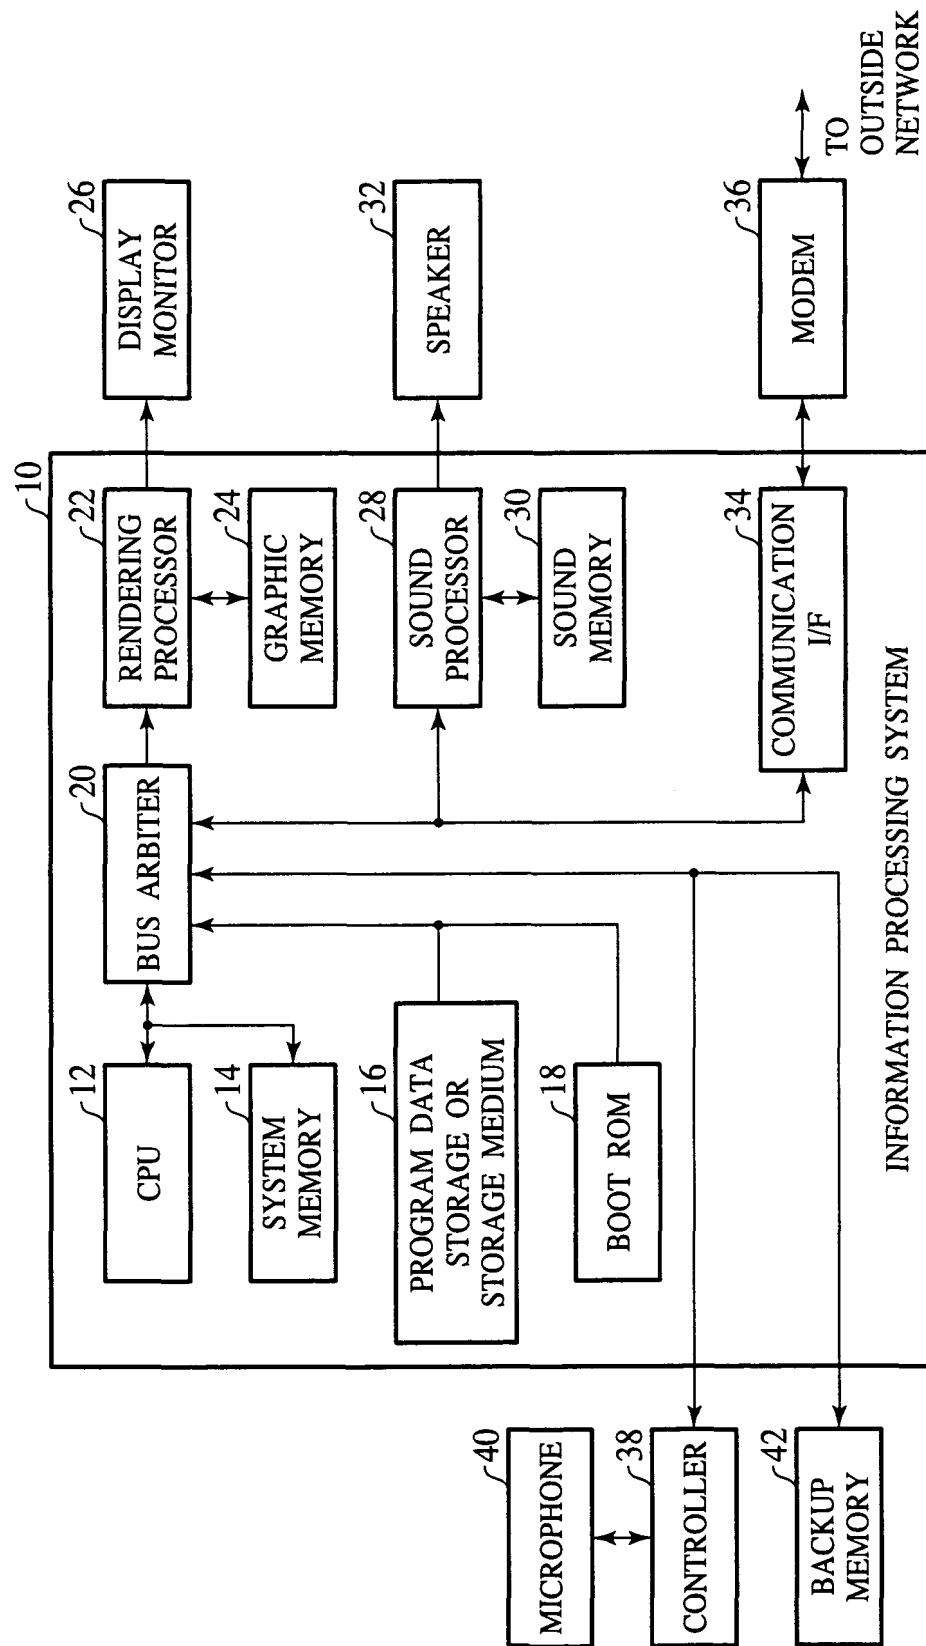 10
40
MICROPHONE
38
CONTROLLER
42
BACKUP
MEMORY
12
CPU
14
SYSTEM
MEMORY
16
PROGRAM DATA
STORAGE OR
STORAGE MEDIUM
18
BOOT ROM
20
BUS ARBITER
22
RENDERING
PROCESSOR
24
GRAPHIC
MEMORY
28
SOUND
PROCESSOR
30
SOUND
MEMORY
34
COMMUNICATION
I/F
26
DISPLAY
MONITOR
32
SPEAKER
36
MODEM
TO
OUTSIDE
NETWORK
INFORMATION PROCESSING SYSTEM